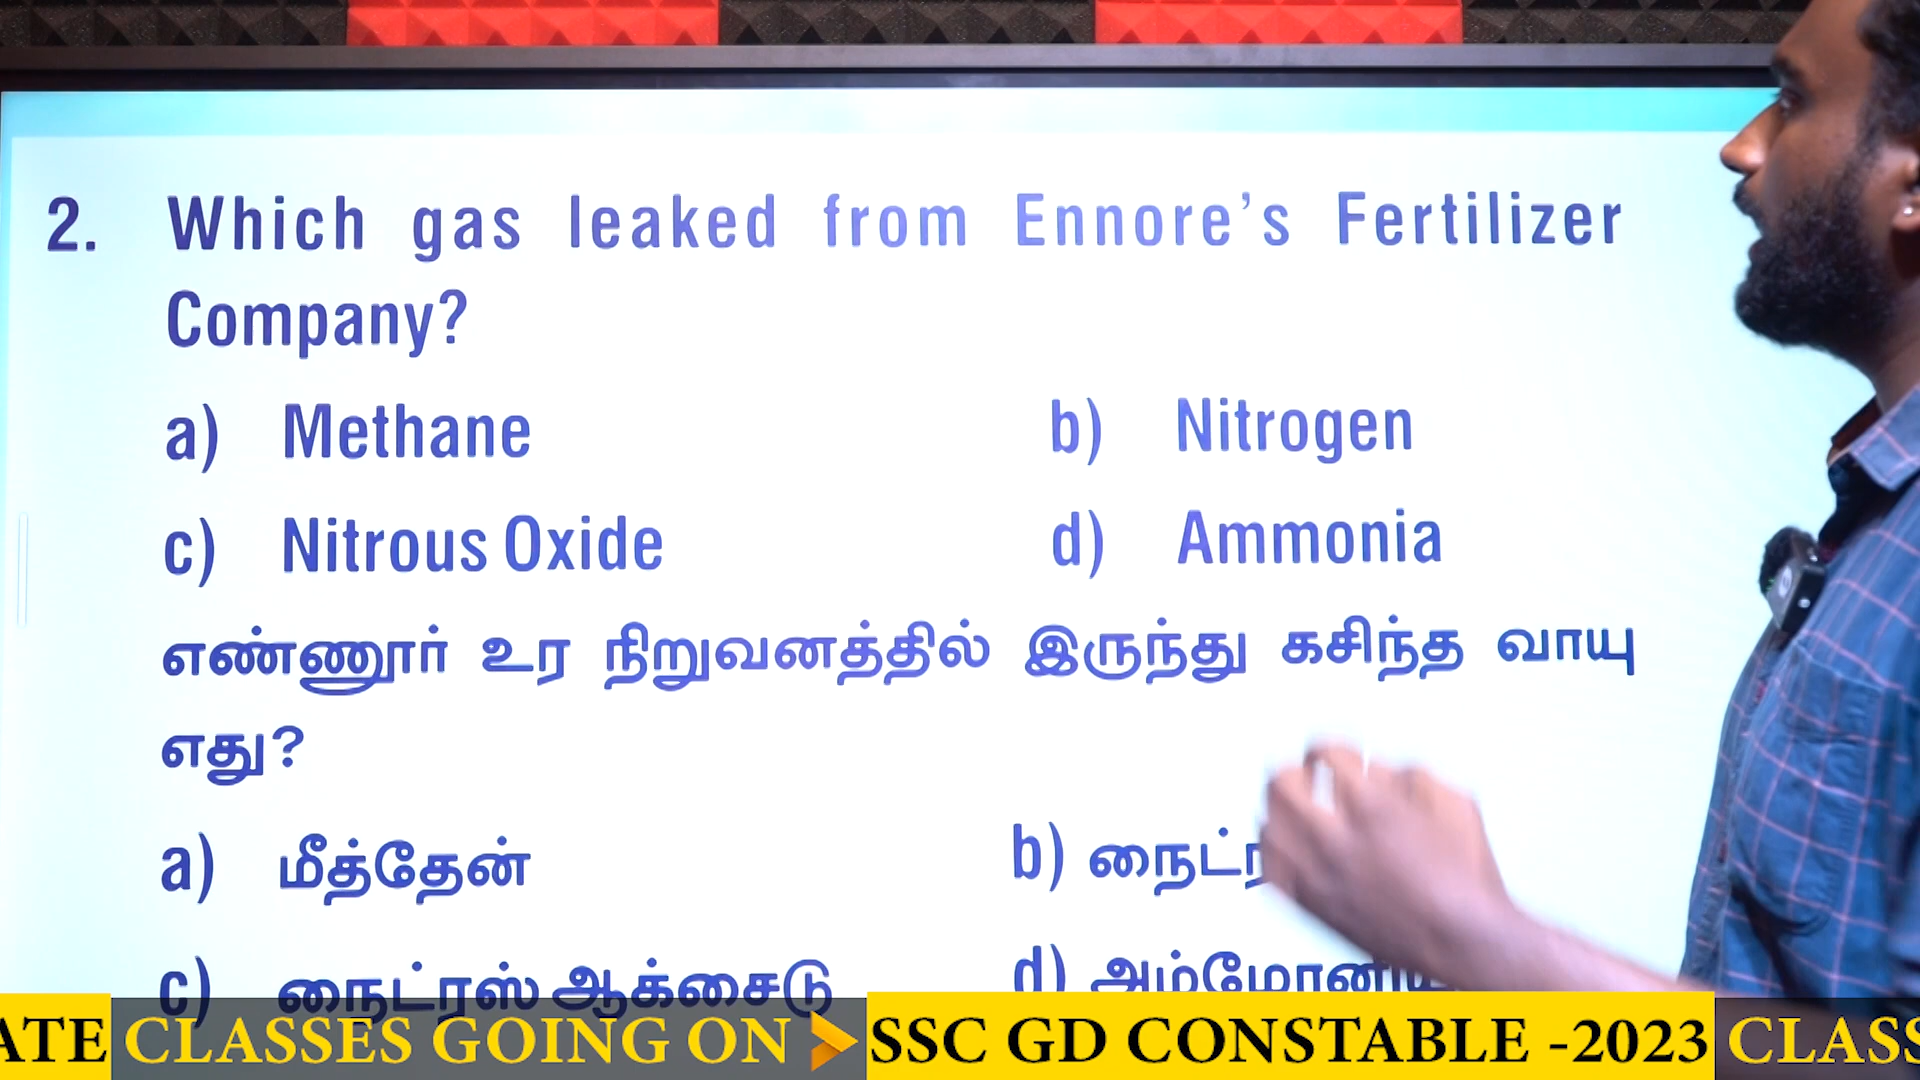 2. Which gas leaked from Ennore's Fertilizer
Company?
a) Methane b) Nitrogen
c) Nitrous Oxide d) Ammonia
எண்ணூர் உர நிறுவனத்தில் இருந்து கசிந்த வாயு
எது?
a) மீத்தேன் b)
c) நைட்ரஸ் ஆக்சைடு d)
ATE CLASSES GOING ON SSC GD CONSTABLE -2023 CLASS